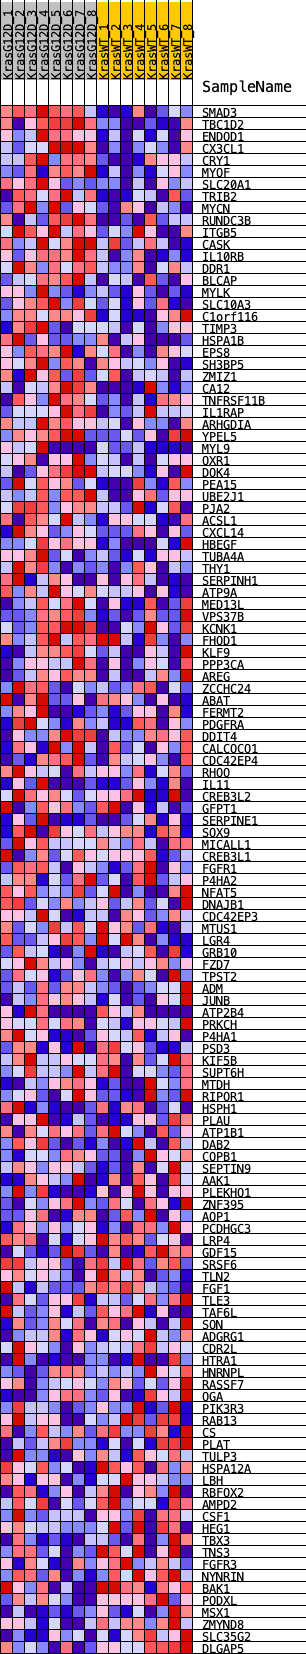 KrasG12D_1
KrasG12D_2
KrasG12D_3
KrasG12D_4
KrasG12D_5
KrasG12D_6
KrasG12D_7
KrasG12D_8
KrasWT_1
KrasWT_2
KrasWT_3
KrasWT_4
KrasWT_5
KrasWT_6
KrasWT_7
KrasWT_8
SampleName
SMAD3
TBC1D2
ENDOD1
CX3CL1
CRY1
MYOF
SLC20A1
TRIB2
MYCN
RUNDC3B
ITGB5
CASK
IL10RB
DDR1
BLCAP
MYLK
SLC10A3
C1orf116
TIMP3
HSPA1B
EPS8
SH3BP5
ZMIZ1
CA12
TNFRSF11B
IL1RAP
ARHGDIA
YPEL5
MYL9
OXR1
DOK4
PEA15
UBE2J1
PJA2
ACSL1
CXCL14
HBEGF
TUBA4A
THY1
SERPINH1
ATP9A
MED13L
VPS37B
KCNK1
FHOD1
KLF9
PPP3CA
AREG
ZCCHC24
ABAT
FERMT2
PDGFRA
DDIT4
CALCOCO1
CDC42EP4
RHOQ
IL11
CREB3L2
GFPT1
SERPINE1
SOX9
MICALL1
CREB3L1
FGFR1
P4HA2
NFAT5
DNAJB1
CDC42EP3
MTUS1
LGR4
GRB10
FZD7
TPST2
ADM
JUNB
ATP2B4
PRKCH
P4HA1
PSD3
KIF5B
SUPT6H
MTDH
RIPOR1
HSPH1
PLAU
ATP1B1
DAB2
COPB1
SEPTIN9
AAK1
PLEKHO1
ZNF395
AQP1
PCDHGC3
LRP4
GDF15
SRSF6
TLN2
FGF1
TLE3
TAF6L
SON
ADGRG1
CDR2L
HTRA1
HNRNPL
RASSF7
OGA
PIK3R3
RAB13
CS
PLAT
TULP3
HSPA12A
LBH
RBFOX2
AMPD2
CSF1
HEG1
TBX3
TNS3
FGFR3
NYNRIN
BAK1
PODXL
MSX1
ZMYND8
SLC35G2
DLGAP5